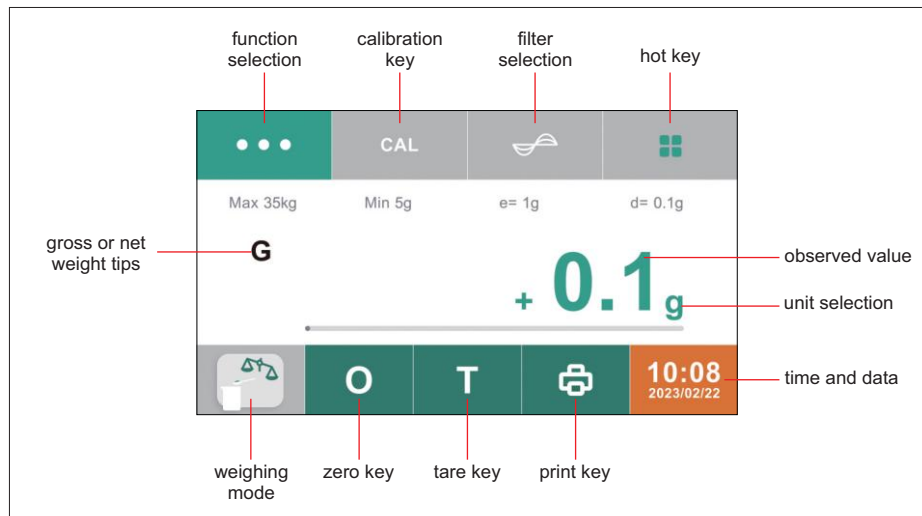 function
selection
calibration
key
filter
selection
hot key
CAL
Max 35kg
Min 5g
e= 1g
d= 0.1g
gross or net
weight tips
G
+ 0.1 g
observed value
unit selection
O
T
10:08
2023/02/22
time and data
weighing
mode
zero key
tare key
print key